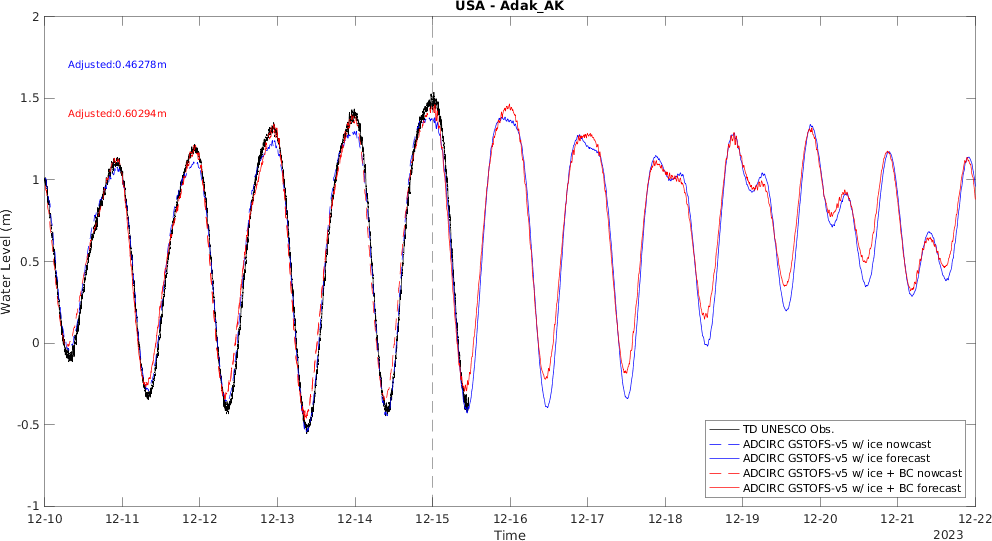 USA - Adak_AK
2
1.5
1
0.5
0
-0.5
-1
Water Level (m)
Adjusted:0.46278m
Adjusted:0.60294m
TD UNESCO Obs.
ADCIRC GSTOFS-v5 w/ ice nowcast
ADCIRC GSTOFS-v5 w/ ice forecast
ADCIRC GSTOFS-v5 w/ ice + BC nowcast
ADCIRC GSTOFS-v5 w/ ice + BC forecast
12-10 12-11 12-12 12-13 12-14 12-15 12-16 12-17 12-18 12-19 12-20 12-21 12-22
Time
2023